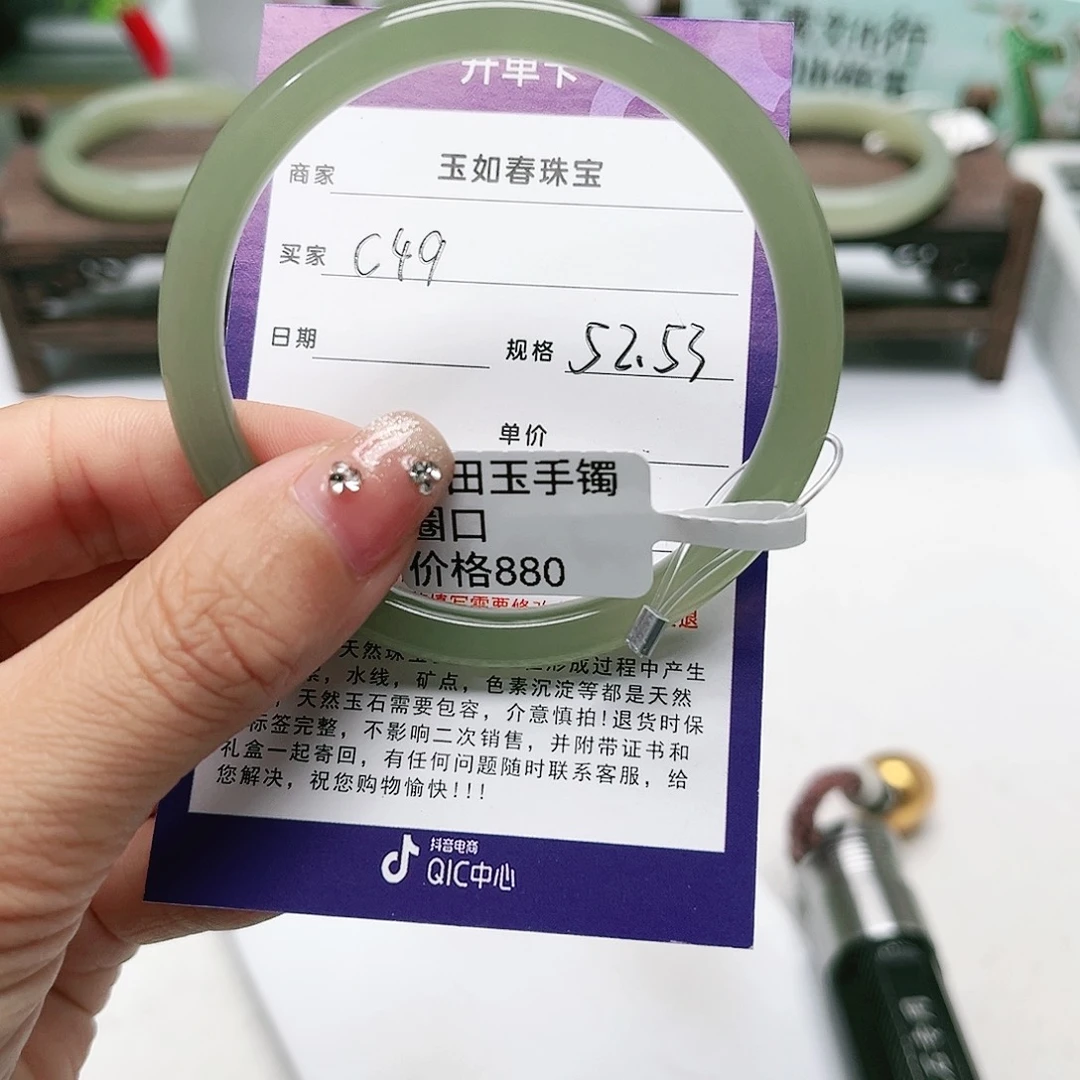 开单卡
商家 玉如春珠宝
买家 C49
日期 规格 52.53
单价
田玉手镯
圈口
价格880
退
天然珠宝 形成过程中产生
，水线，矿点，色素沉淀等都是天然
，天然玉石需要包容，介意慎拍！退货时保
标签完整，不影响二次销售，并附带证书和
礼盒一起寄回，有任何问题随时联系客服，给
您解决，祝您购物愉快！！！
抖音电商
QIC中心